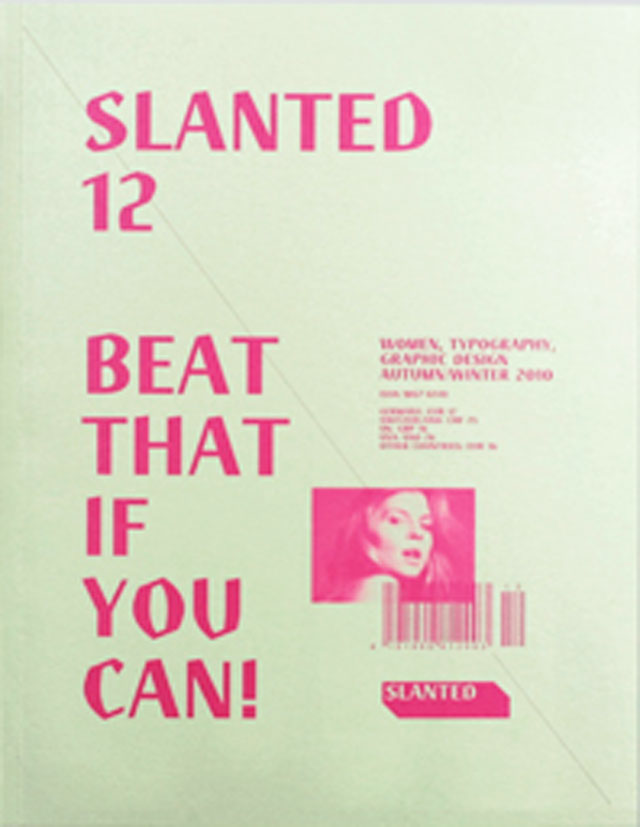 SLANTED
12
BEAT
THAT
IF
YOU
CAN!
WOMEN, TYPOGRAPHY,
GRAPHIC DESIGN
AUTUMN/WINTER 2010
SLANTED